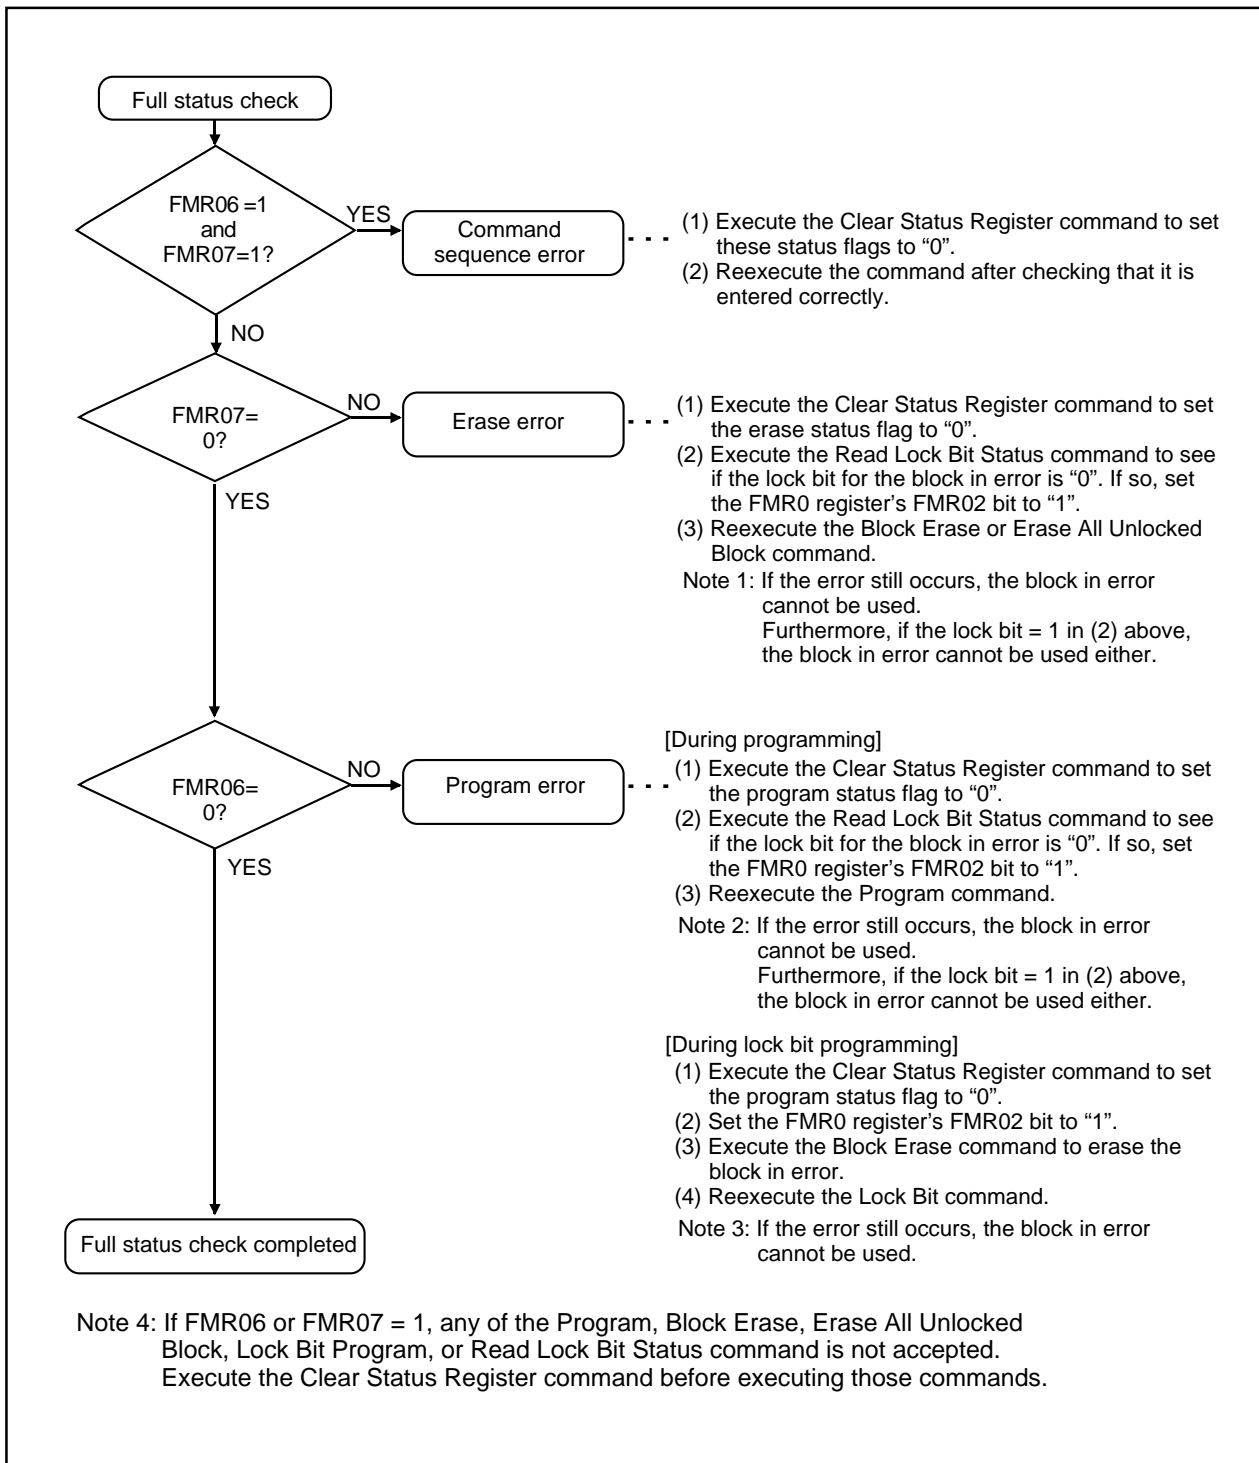 Full status check
FMR06 =1
and
FMR07=1?
YES
Command
sequence error
(1) Execute the Clear Status Register command to set
these status flags to “0”.
(2) Reexecute the command after checking that it is
entered correctly.
NO
FMR07=
0?
NO
Erase error
(1) Execute the Clear Status Register command to set
the erase status flag to “0”.
(2) Execute the Read Lock Bit Status command to see
if the lock bit for the block in error is “0”. If so, set
the FMR0 register’s FMR02 bit to “1”.
(3) Reexecute the Block Erase or Erase All Unlocked
Block command.
Note 1: If the error still occurs, the block in error
cannot be used.
Furthermore, if the lock bit = 1 in (2) above,
the block in error cannot be used either.
YES
FMR06=
0?
NO
Program error
[During programming]
(1) Execute the Clear Status Register command to set
the program status flag to “0”.
(2) Execute the Read Lock Bit Status command to see
if the lock bit for the block in error is “0”. If so, set
the FMR0 register’s FMR02 bit to “1”.
(3) Reexecute the Program command.
Note 2: If the error still occurs, the block in error
cannot be used.
Furthermore, if the lock bit = 1 in (2) above,
the block in error cannot be used either.
[During lock bit programming]
(1) Execute the Clear Status Register command to set
the program status flag to “0”.
(2) Set the FMR0 register’s FMR02 bit to “1”.
(3) Execute the Block Erase command to erase the
block in error.
(4) Reexecute the Lock Bit command.
Note 3: If the error still occurs, the block in error
cannot be used.
YES
Full status check completed
Note 4: If FMR06 or FMR07 = 1, any of the Program, Block Erase, Erase All Unlocked
Block, Lock Bit Program, or Read Lock Bit Status command is not accepted.
Execute the Clear Status Register command before executing those commands.